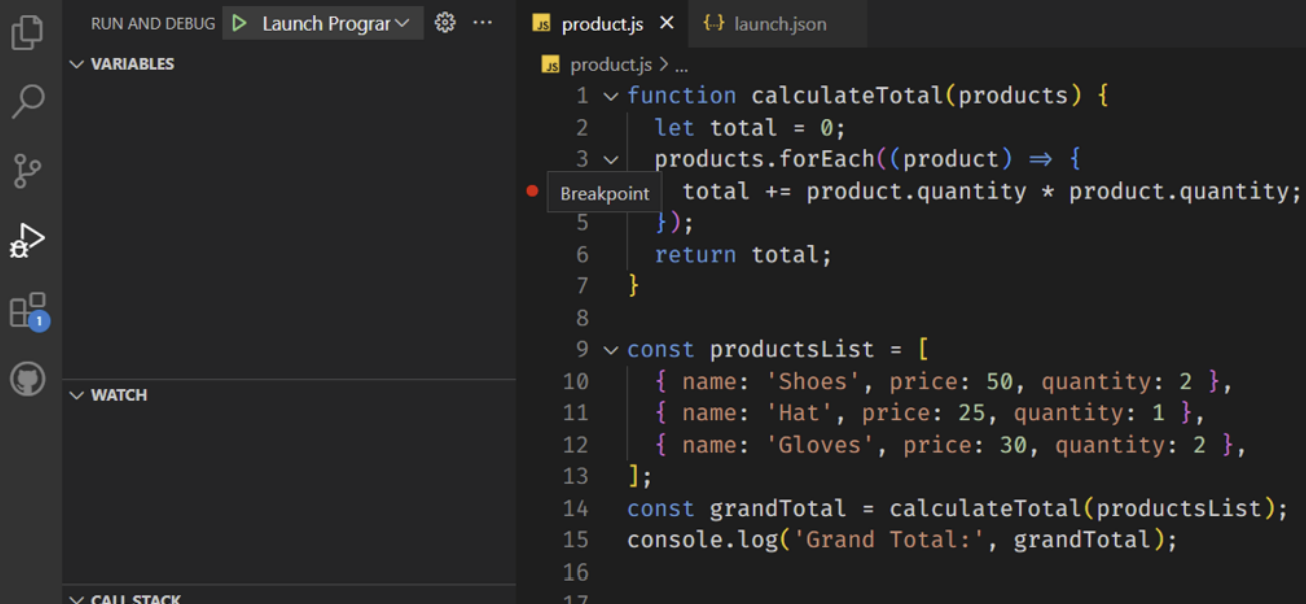 RUN AND DEBUG Launch Prograr
VARIABLES
1
WATCH
CALL STACK
JS product.js {..} launch.json
JS product.js > ...
1 function calculateTotal(products) {
2 let total = 0;
3 products.forEach((product) => {
Breakpoint total += product.quantity * product.quantity;
5 });
6 return total;
7 }
8
9 const productsList = [
10 { name: 'Shoes', price: 50, quantity: 2 },
11 { name: 'Hat', price: 25, quantity: 1 },
12 { name: 'Gloves', price: 30, quantity: 2 },
13 ];
14 const grandTotal = calculateTotal(productsList);
15 console.log('Grand Total:', grandTotal);
16
17